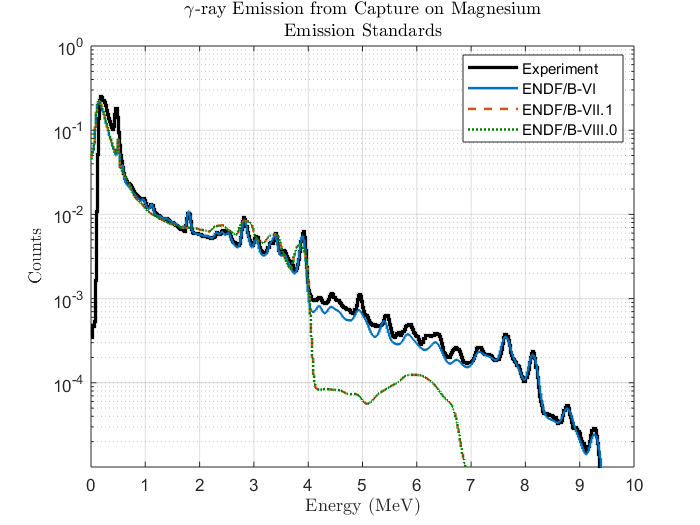 γ-ray Emission from Capture on Magnesium
Emission Standards
Experiment
ENDF/B-VI
ENDF/B-VII.1
ENDF/B-VIII.0
10^0
10^-1
10^-2
10^-3
10^-4
Counts
0 1 2 3 4 5 6 7 8 9 10
Energy (MeV)